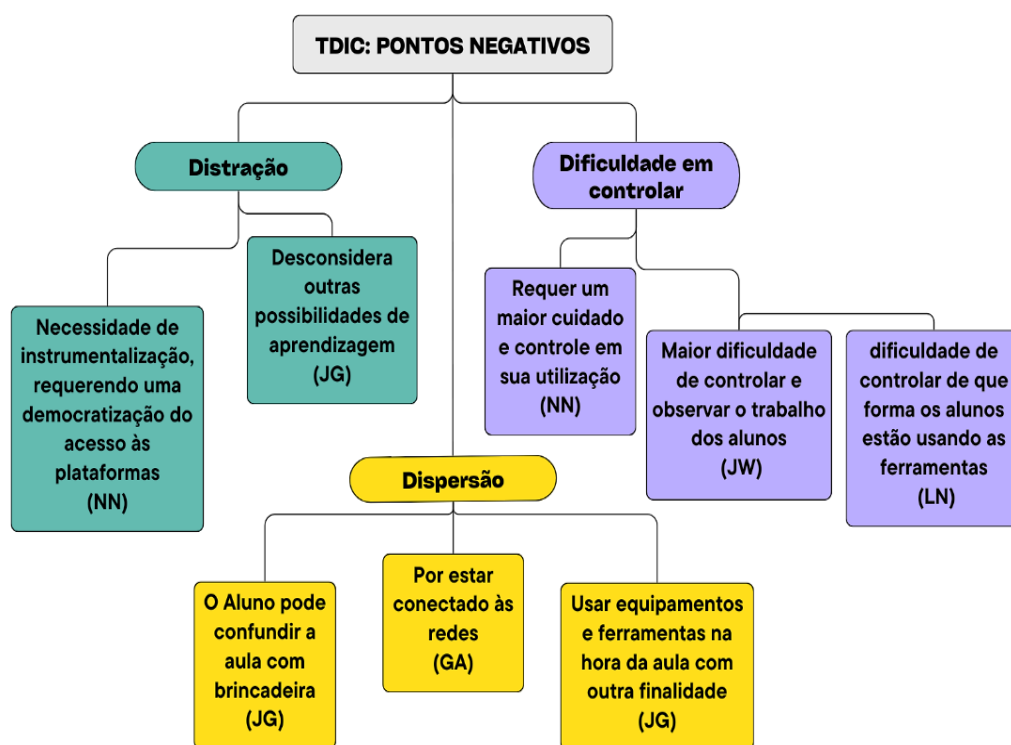 TDIC: PONTOS NEGATIVOS
Distração
Necessidade de
instrumentalização,
requerendo uma
democratização do
acesso às
plataformas
(NN)
Desconsidera
outras
possibilidades de
aprendizagem
(JG)
Dificuldade em
controlar
Requer um
maior cuidado
e controle em
sua utilização
(NN)
Maior dificuldade
de controlar e
observar o trabalho
dos alunos
(JW)
dificuldade de
controlar de que
forma os alunos
estão usando as
ferramentas
(LN)
Dispersão
O Aluno pode
confundir a
aula com
brincadeira
(JG)
Por estar
conectado às
redes
(GA)
Usar equipamentos
e ferramentas na
hora da aula com
outra finalidade
(JG)